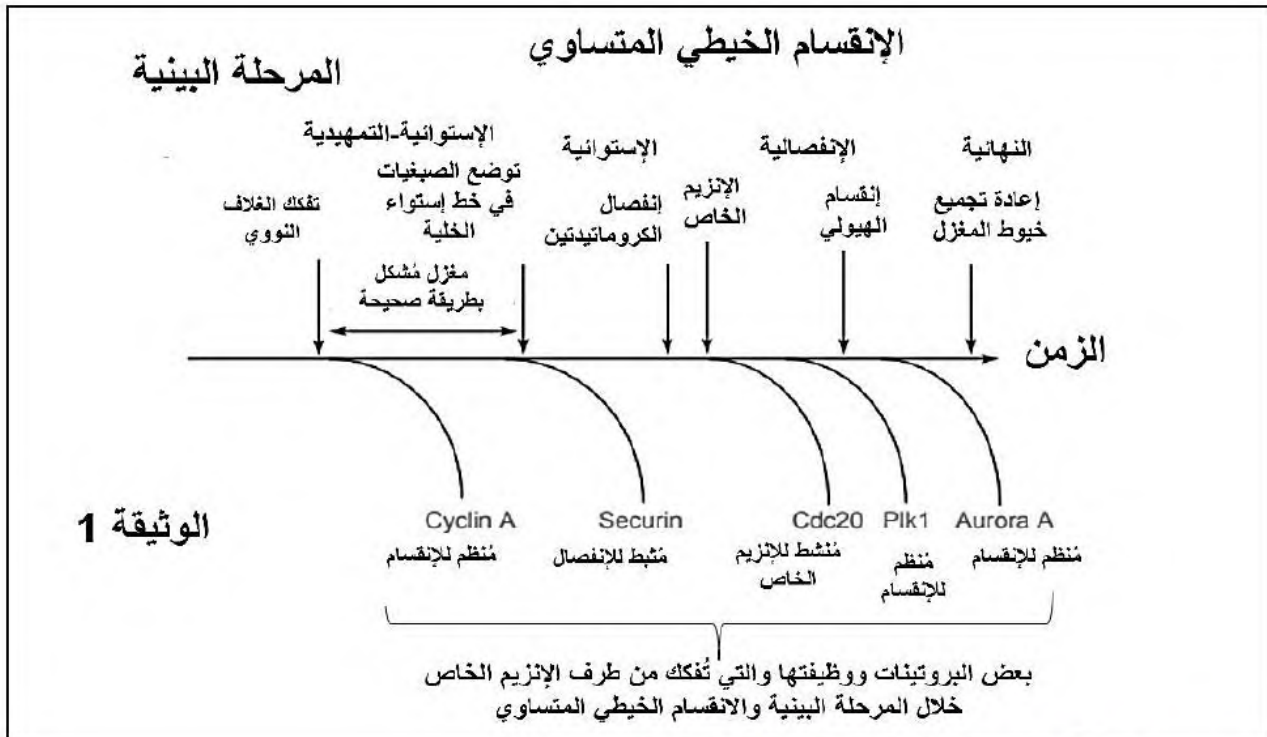 الإنقسام الخيطي المتساوي
المرحلة البينية
الإستوائية-التمهيدية
توضع الصبغيات
في خط إستواء
الخلية
الإستوائية
إنفصال
الكروماتيدتين
الإنزيم
الخاص
الإنفصالية
إنقسام
الهيولي
النهائية
إعادة تجميع
خيوط المغزل
تفكك الغلاف
النووي
مغزل مُشكل
بطريقة صحيحة
الزمن
Cyclin A
مُنظم للإنقسام
Securin
مُثبط للإنفصال
Cdc20
مُنشط للإنزيم
الخاص
Plk1
مُنظم
للإنقسام
Aurora A
مُنظم للإنقسام
الوثيقة 1
بعض البروتينات ووظيفتها والتي تُفكك من طرف الإنزيم الخاص
خلال المرحلة البينية والانقسام الخيطي المتساوي